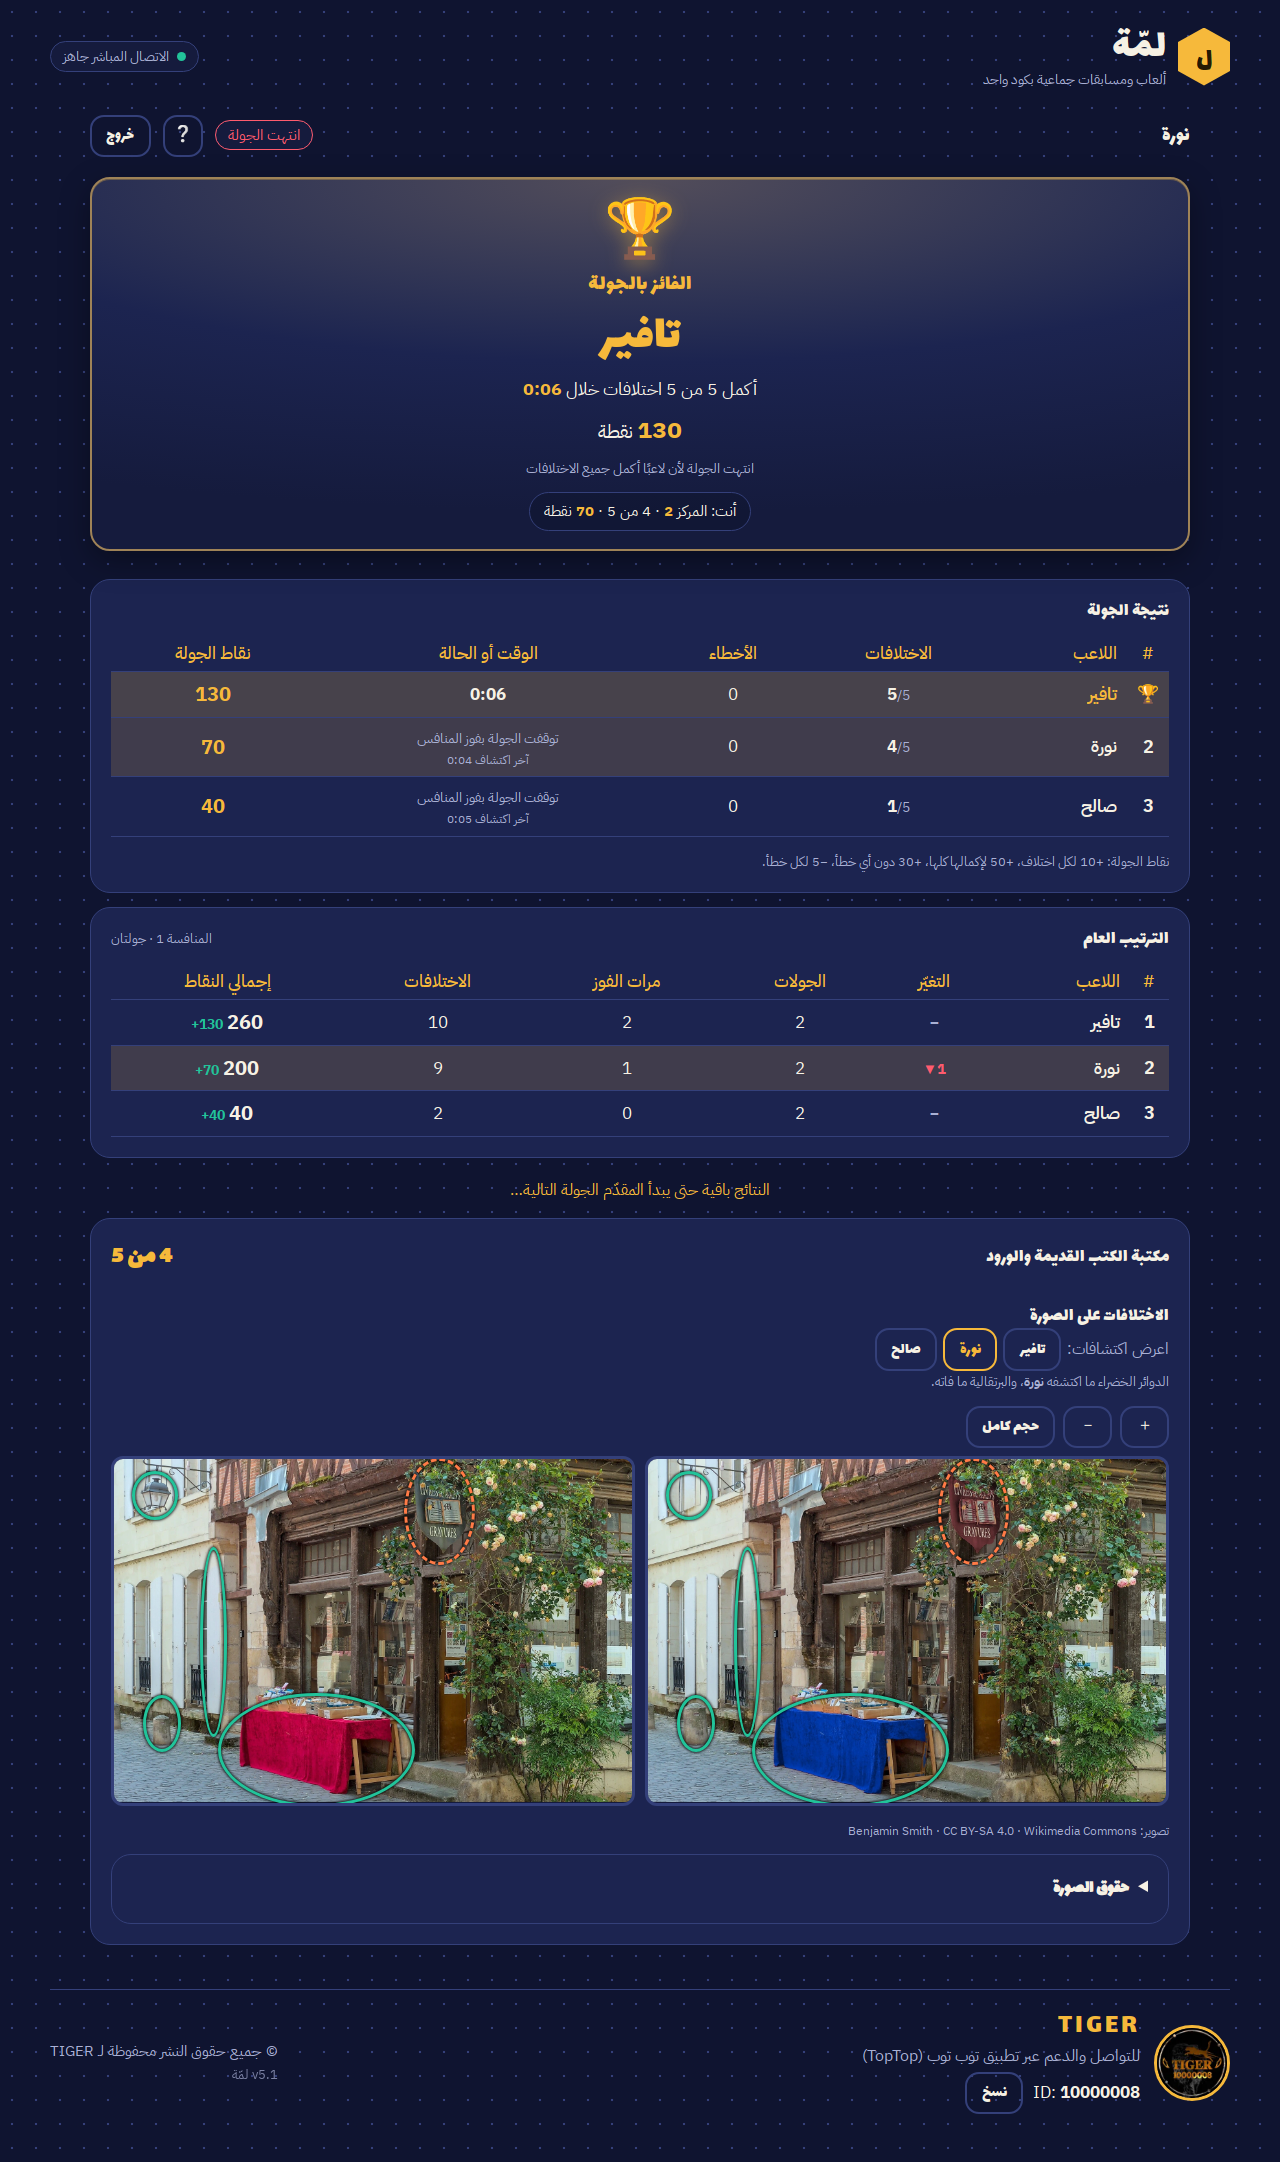 ل
لمّة
ألعاب ومسابقات جماعية بكود واحد
الاتصال المباشر جاهز
نورة
انتهت الجولة
?
خروج
الفائز بالجولة
تافير
أكمل 5 من 5 اختلافات خلال 0:06
130 نقطة
انتهت الجولة لأن لاعبًا أكمل جميع الاختلافات
أنت: المركز 2 · 4 من 5 · 70 نقطة
نتيجة الجولة
# اللاعب الاختلافات الأخطاء الوقت أو الحالة نقاط الجولة
تافير 5/5 0 0:06 130
2 نورة 4/5 0 توقفت الجولة بفوز المنافس 70
آخر اكتشاف 0:04
3 صالح 1/5 0 توقفت الجولة بفوز المنافس 40
آخر اكتشاف 0:05
نقاط الجولة: +10 لكل اختلاف، +50 لإكمالها كلها، +30 دون أي خطأ، −5 لكل خطأ.
الترتيب العام
المنافسة 1 · جولتان
# اللاعب التغيّر الجولات مرات الفوز الاختلافات إجمالي النقاط
1 تافير – 2 2 10 260 +130
2 نورة ▼1 2 1 9 200 +70
3 صالح – 2 0 2 40 +40
النتائج باقية حتى يبدأ المقدّم الجولة التالية...
مكتبة الكتب القديمة والورود
4 من 5
الاختلافات على الصورة
اعرض اكتشافات: تافير نورة صالح
الدوائر الخضراء ما اكتشفه نورة، والبرتقالية ما فاته.
+ − حجم كامل
GRAVURES
GRAVURES
تصوير: Benjamin Smith · CC BY-SA 4.0 · Wikimedia Commons
◀ حقوق الصورة
TIGER
10000008
TIGER
للتواصل والدعم عبر تطبيق توب توب (TopTop)
ID: 10000008 نسخ
© جميع حقوق النشر محفوظة لـ TIGER
لمّة v5.1